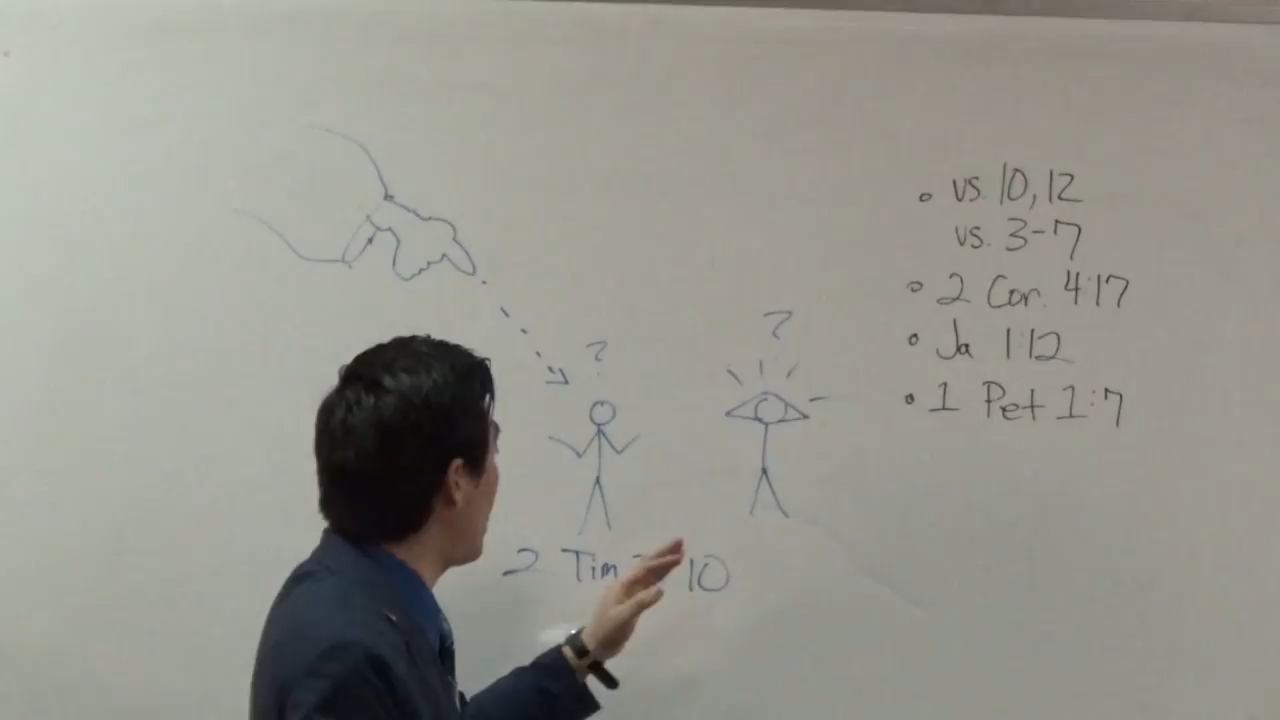 ?
?
2 Tim 10
◦ vs. 10, 12
vs. 3-7
◦ 2 Cor. 4:17
◦ Ja 1:12
• 1 Pet 1:7